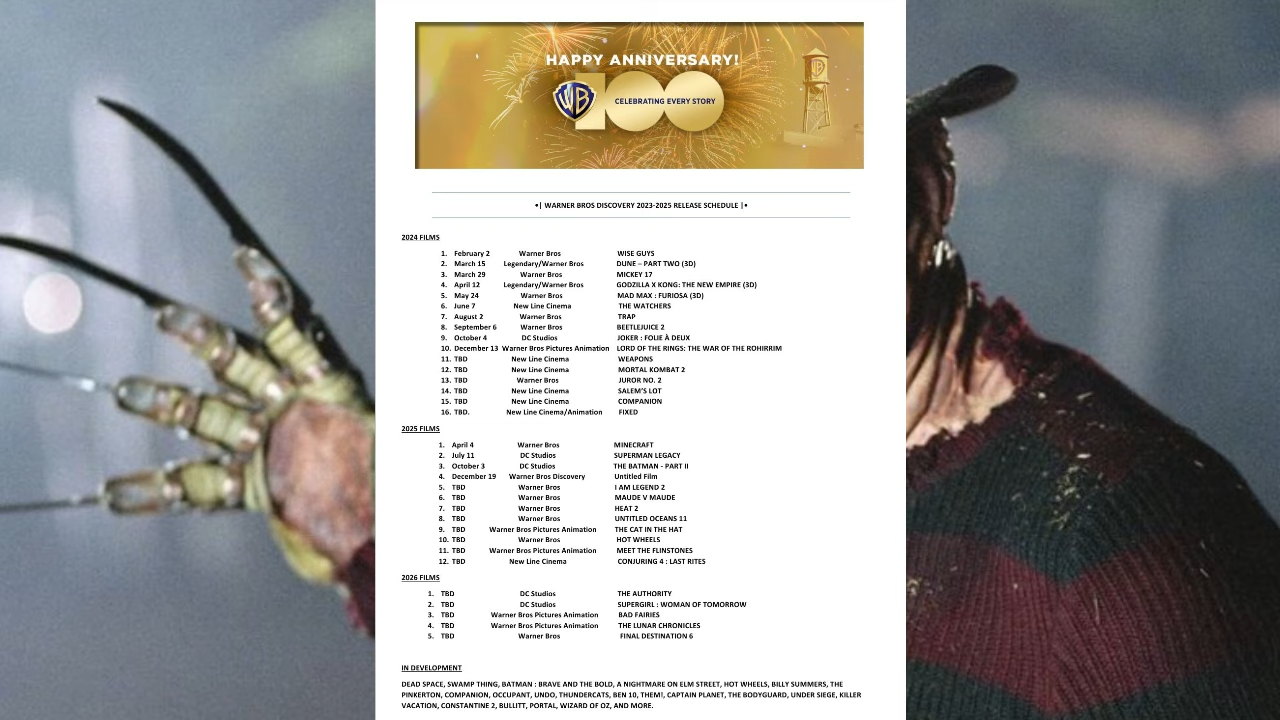 HAPPY ANNIVERSARY!
WB 100 CELEBRATING EVERY STORY
WB
•| WARNER BROS DISCOVERY 2023-2025 RELEASE SCHEDULE |•
2024 FILMS
1. February 2 Warner Bros WISE GUYS
2. March 15 Legendary/Warner Bros DUNE – PART TWO (3D)
3. March 29 Warner Bros MICKEY 17
4. April 12 Legendary/Warner Bros GODZILLA X KONG: THE NEW EMPIRE (3D)
5. May 24 Warner Bros MAD MAX : FURIOSA (3D)
6. June 7 New Line Cinema THE WATCHERS
7. August 2 Warner Bros TRAP
8. September 6 Warner Bros BEETLEJUICE 2
9. October 4 DC Studios JOKER : FOLIE À DEUX
10. December 13 Warner Bros Pictures Animation LORD OF THE RINGS: THE WAR OF THE ROHIRRIM
11. TBD New Line Cinema WEAPONS
12. TBD New Line Cinema MORTAL KOMBAT 2
13. TBD Warner Bros JUROR NO. 2
14. TBD New Line Cinema SALEM'S LOT
15. TBD New Line Cinema COMPANION
16. TBD. New Line Cinema/Animation FIXED
2025 FILMS
1. April 4 Warner Bros MINECRAFT
2. July 11 DC Studios SUPERMAN LEGACY
3. October 3 DC Studios THE BATMAN - PART II
4. December 19 Warner Bros Discovery Untitled Film
5. TBD Warner Bros I AM LEGEND 2
6. TBD Warner Bros MAUDE V MAUDE
7. TBD Warner Bros HEAT 2
8. TBD Warner Bros UNTITLED OCEANS 11
9. TBD Warner Bros Pictures Animation THE CAT IN THE HAT
10. TBD Warner Bros HOT WHEELS
11. TBD Warner Bros Pictures Animation MEET THE FLINSTONES
12. TBD New Line Cinema CONJURING 4 : LAST RITES
2026 FILMS
1. TBD DC Studios THE AUTHORITY
2. TBD DC Studios SUPERGIRL : WOMAN OF TOMORROW
3. TBD Warner Bros Pictures Animation BAD FAIRIES
4. TBD Warner Bros Pictures Animation THE LUNAR CHRONICLES
5. TBD Warner Bros FINAL DESTINATION 6
IN DEVELOPMENT
DEAD SPACE, SWAMP THING, BATMAN : BRAVE AND THE BOLD, A NIGHTMARE ON ELM STREET, HOT WHEELS, BILLY SUMMERS, THE
PINKERTON, COMPANION, OCCUPANT, UNDO, THUNDERCATS, BEN 10, THEM!, CAPTAIN PLANET, THE BODYGUARD, UNDER SIEGE, KILLER
VACATION, CONSTANTINE 2, BULLITT, PORTAL, WIZARD OF OZ, AND MORE.